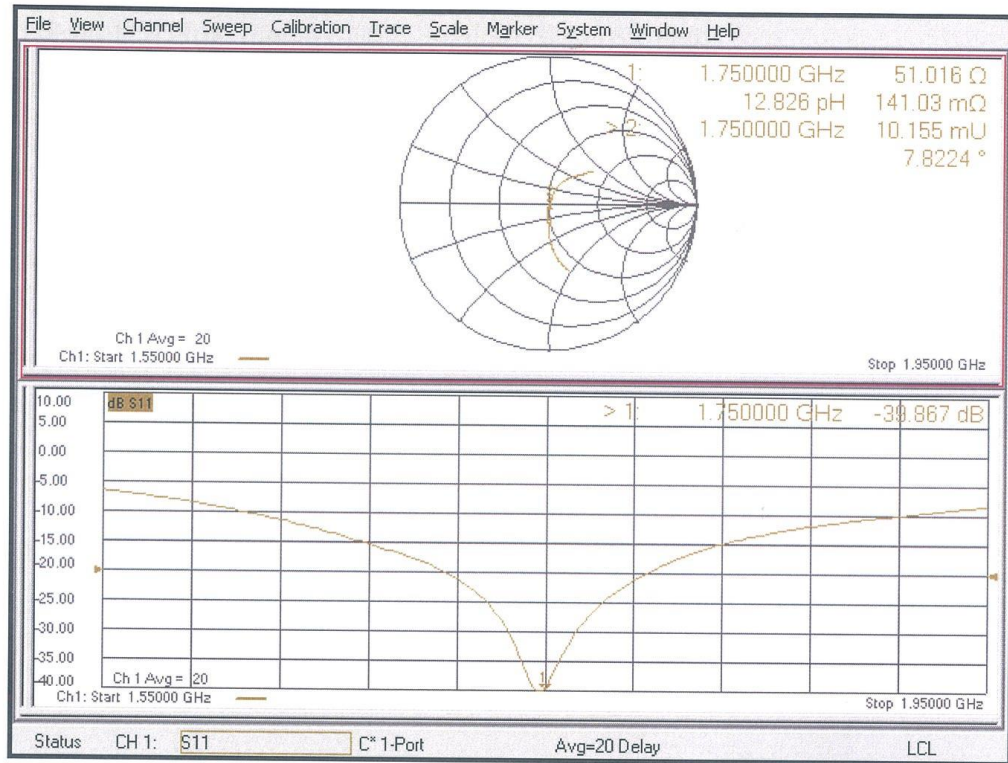 File View Channel Sweep Calibration Trace Scale Marker System Window Help
1: 1.750000 GHz 51.016 Ω
12.826 pH 141.03 mΩ
> 2: 1.750000 GHz 10.155 mU
7.8224 °
Ch 1 Avg = 20
Ch1: Start 1.55000 GHz
Stop 1.95000 GHz
10.00
dB S11
> 1: 1.750000 GHz -39.867 dB
5.00
0.00
-5.00
-10.00
-15.00
-20.00
-25.00
-30.00
-35.00
-40.00
1
Ch 1 Avg = 20
Ch1: Start 1.55000 GHz
Stop 1.95000 GHz
Status CH 1: S11 C* 1-Port Avg=20 Delay LCL